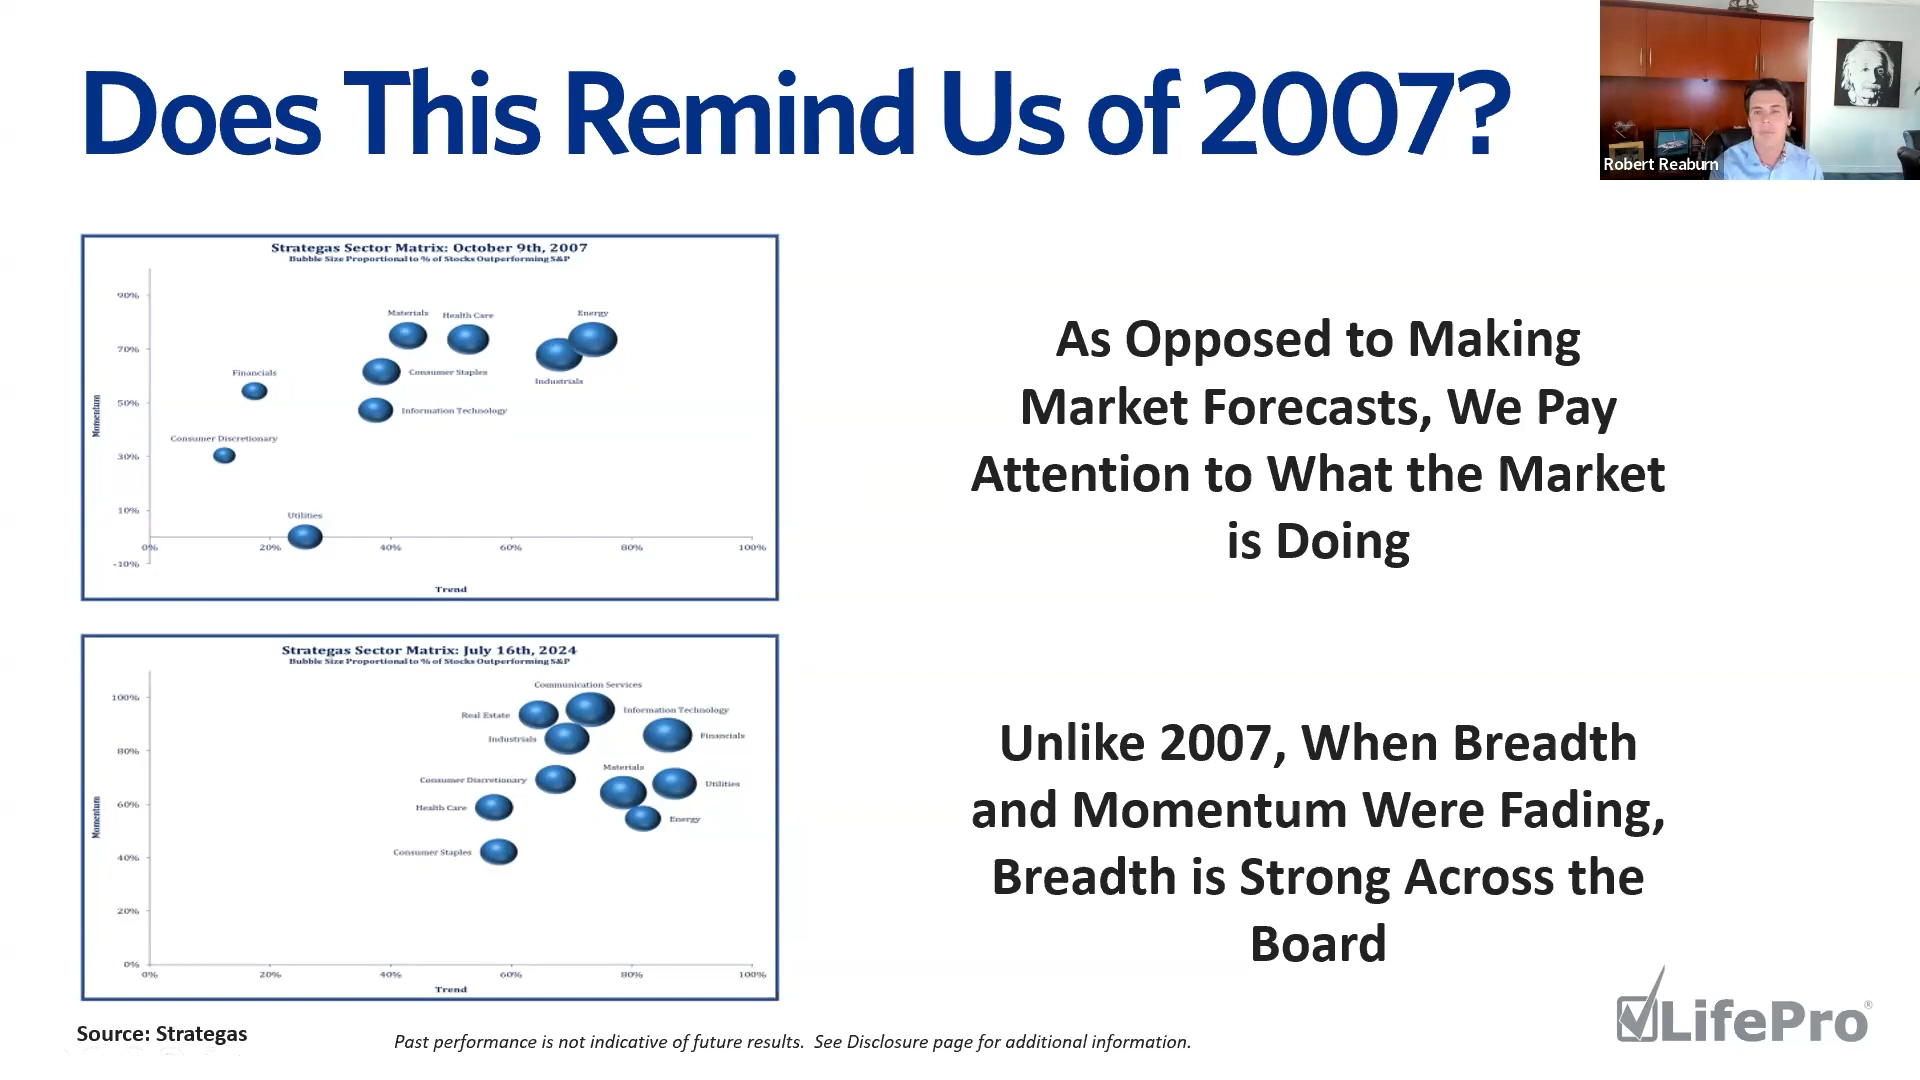 Does This Remind Us of 2007?
Robert Reaburn
Strategas Sector Matrix: October 9th, 2007
Bubble Size Proportional to % of Stocks Outperforming S&P
90%
70%
50%
30%
10%
-10%
Momentum
Materials
Health Care
Energy
Financials
Consumer Staples
Industrials
Information Technology
Consumer Discretionary
Utilities
0%
20%
40%
60%
80%
100%
Trend
As Opposed to Making
Market Forecasts, We Pay
Attention to What the Market
is Doing
Strategas Sector Matrix: July 16th, 2024
Bubble Size Proportional to % of Stocks Outperforming S&P
100%
80%
60%
40%
20%
0%
Momentum
Communication Services
Real Estate
Information Technology
Industrials
Financials
Materials
Consumer Discretionary
Utilities
Health Care
Energy
Consumer Staples
0%
20%
40%
60%
80%
100%
Trend
Unlike 2007, When Breadth
and Momentum Were Fading,
Breadth is Strong Across the
Board
Source: Strategas
Past performance is not indicative of future results. See Disclosure page for additional information.
LifePro®